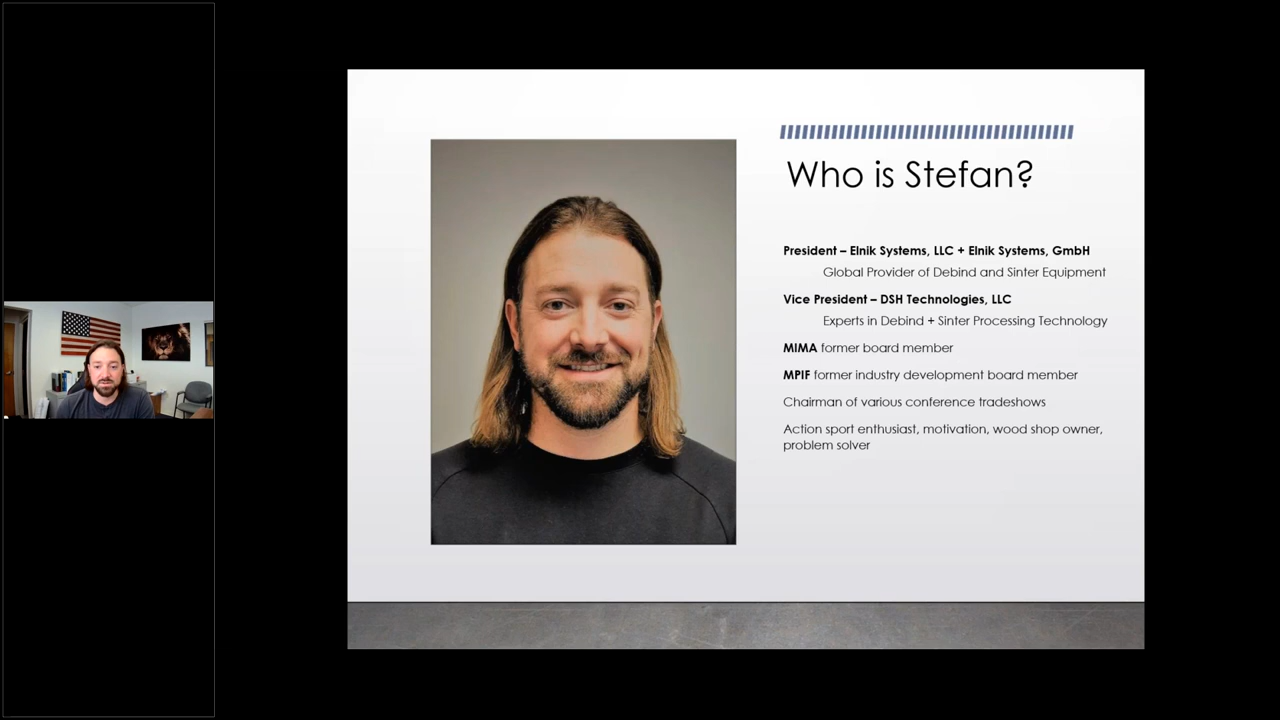 Who is Stefan?
President – Elnik Systems, LLC + Elnik Systems, GmbH
Global Provider of Debind and Sinter Equipment
Vice President – DSH Technologies, LLC
Experts in Debind + Sinter Processing Technology
MIMA former board member
MPIF former industry development board member
Chairman of various conference tradeshows
Action sport enthusiast, motivation, wood shop owner,
problem solver